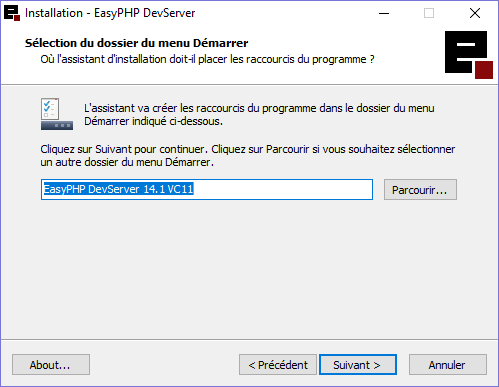 Installation - EasyPHP DevServer
Sélection du dossier du menu Démarrer
Où l'assistant d'installation doit-il placer les raccourcis du programme ?
L'assistant va créer les raccourcis du programme dans le dossier du menu
Démarrer indiqué ci-dessous.
Cliquez sur Suivant pour continuer. Cliquez sur Parcourir si vous souhaitez sélectionner
un autre dossier du menu Démarrer.
EasyPHP DevServer 14.1 VC11
Parcourir...
About...
< Précédent
Suivant >
Annuler